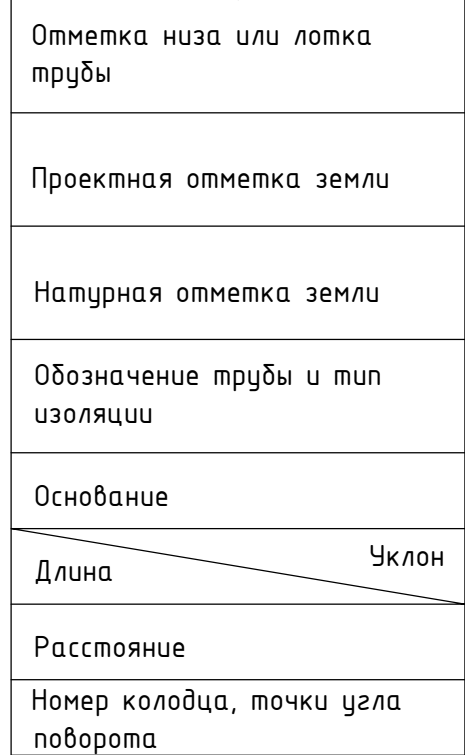 Отметка низа или лотка
трубы
Проектная отметка земли
Натурная отметка земли
Обозначение трубы и тип
изоляции
Основание
Уклон
Длина
Расстояние
Номер колодца, точки угла
поворота